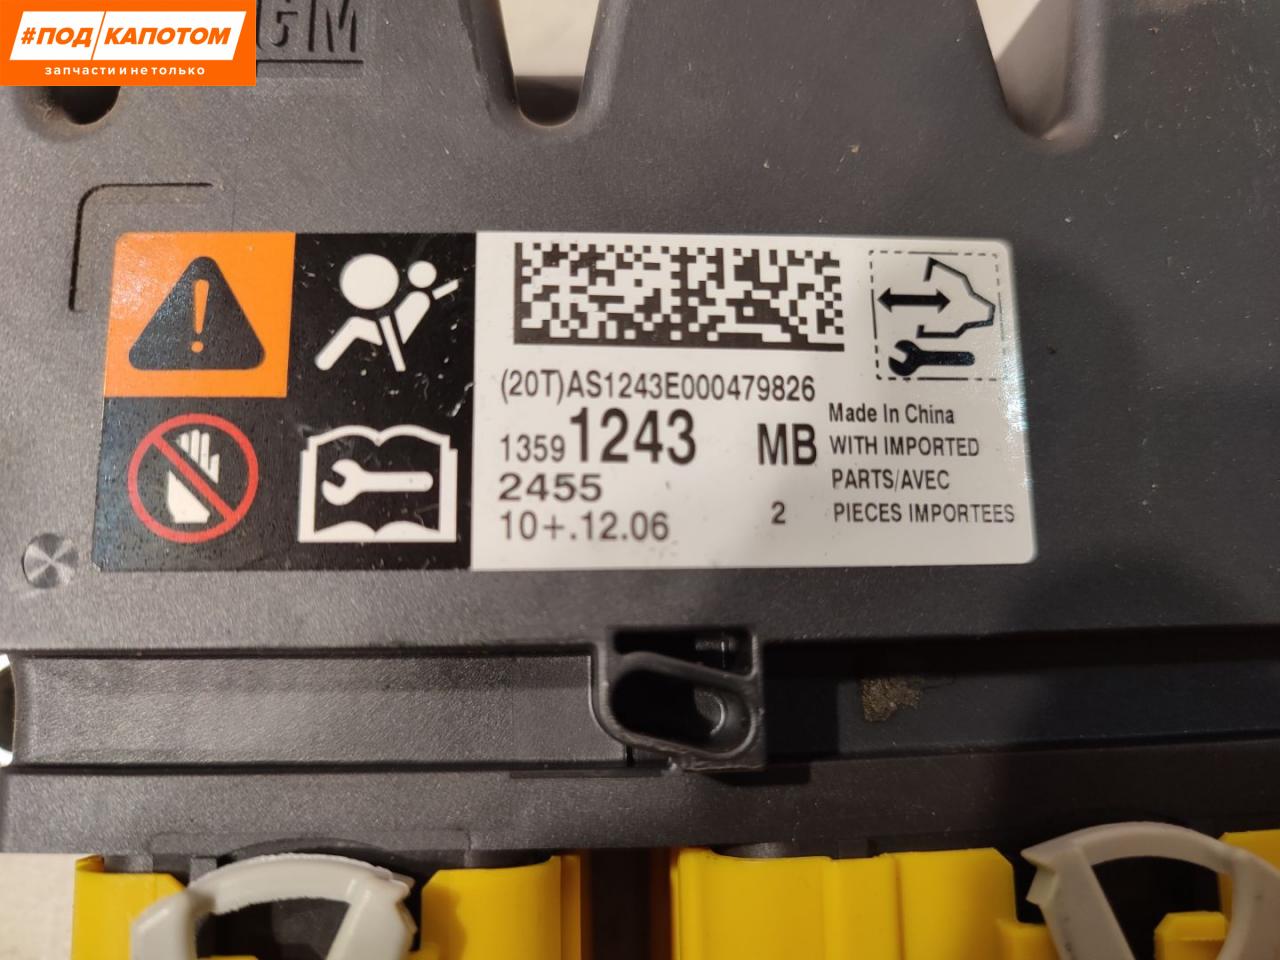 #ПОД КАПОТОМ
запчасти и не только
GM
(20T)AS1243E000479826
13591243 MB
2455
10+.12.06 2
Made In China
WITH IMPORTED
PARTS/AVEC
PIECES IMPORTEES